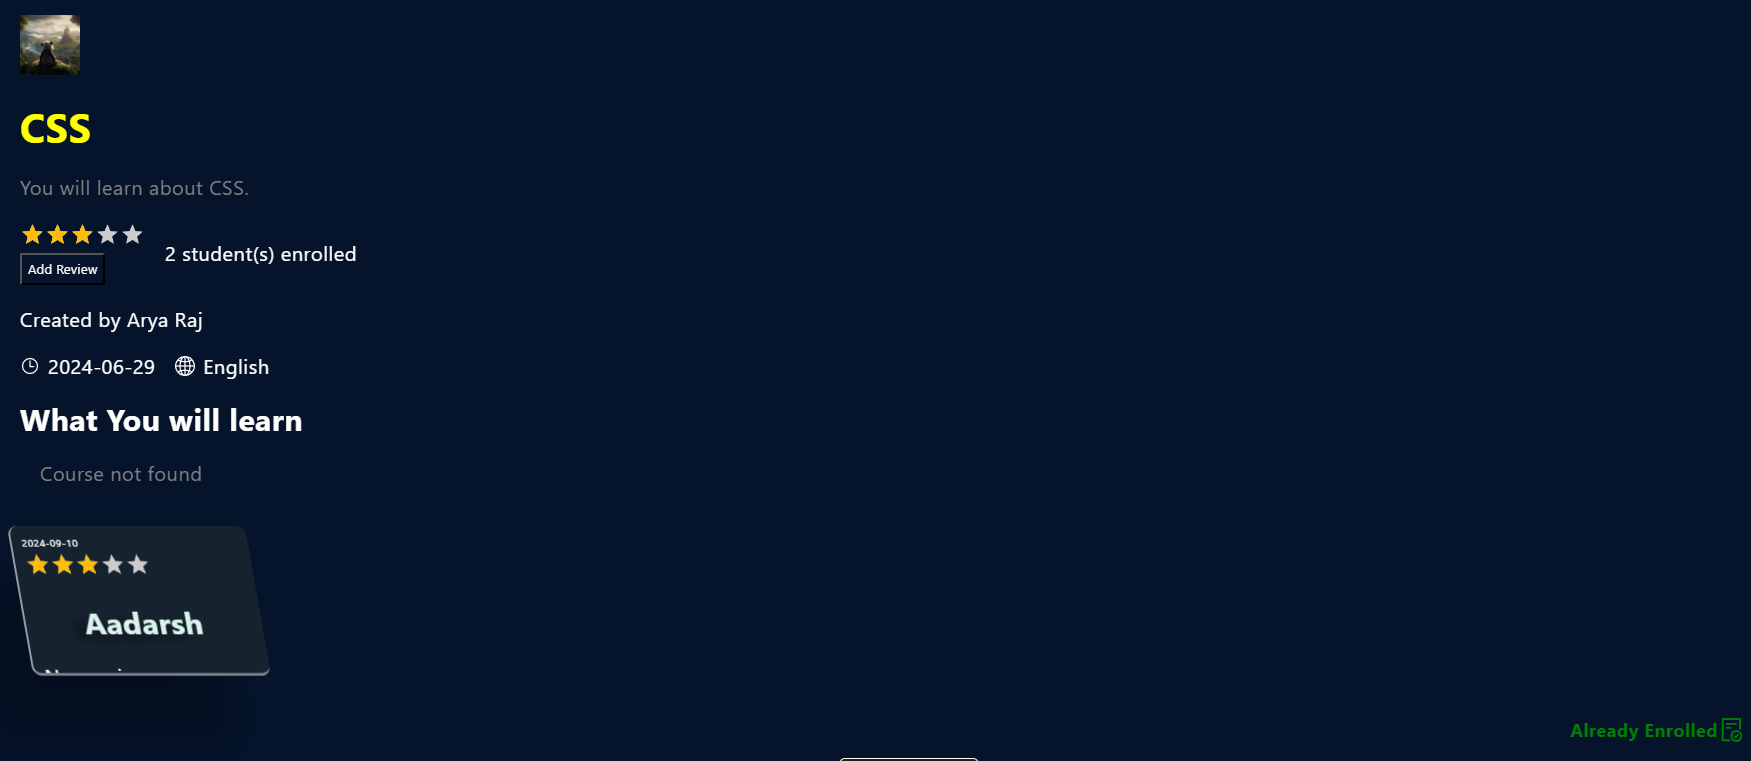 CSS
You will learn about CSS.
2 student(s) enrolled
Add Review
Created by Arya Raj
2024-06-29 English
What You will learn
Course not found
2024-09-10
Aadarsh
Already Enrolled